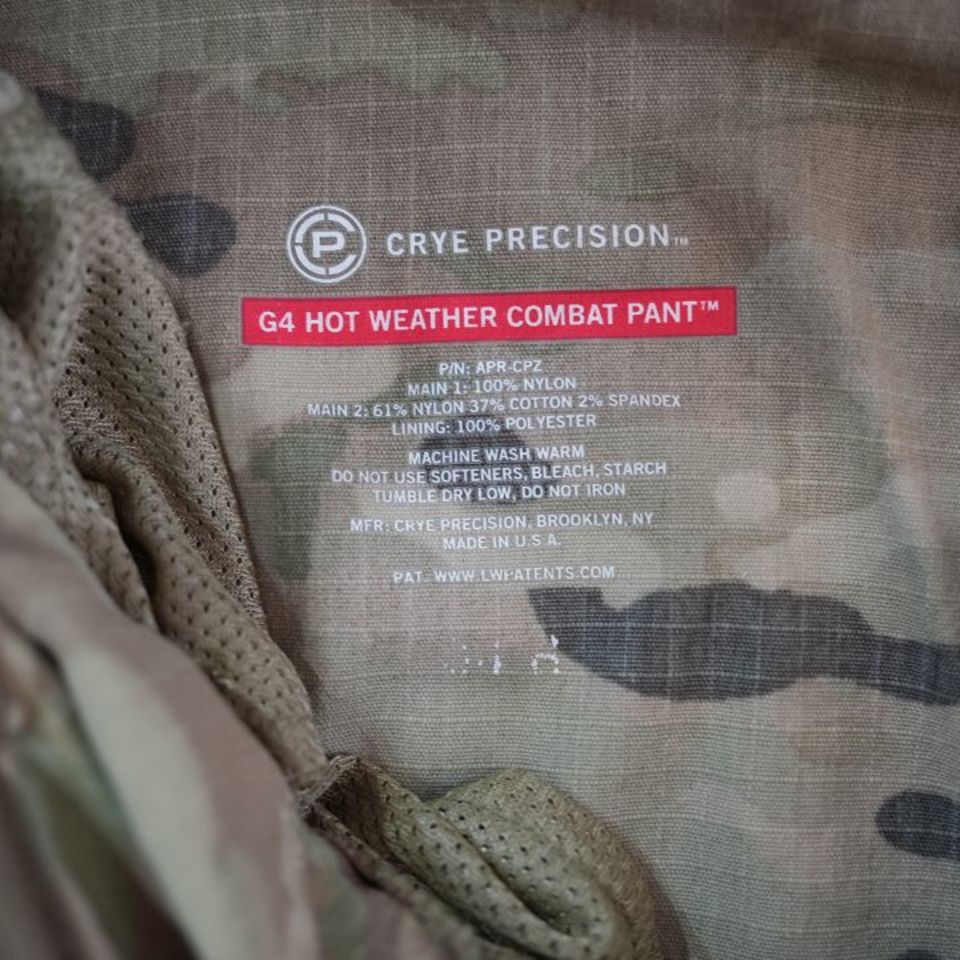 CRYE PRECISION™
G4 HOT WEATHER COMBAT PANT™
P/N: APR-CPZ
MAIN 1: 100% NYLON
MAIN 2: 61% NYLON 37% COTTON 2% SPANDEX
LINING: 100% POLYESTER
MACHINE WASH WARM
DO NOT USE SOFTENERS, BLEACH, STARCH
TUMBLE DRY LOW, DO NOT IRON
MFR: CRYE PRECISION, BROOKLYN, NY
MADE IN U.S.A.
PAT: WWW.LWPATENTS.COM